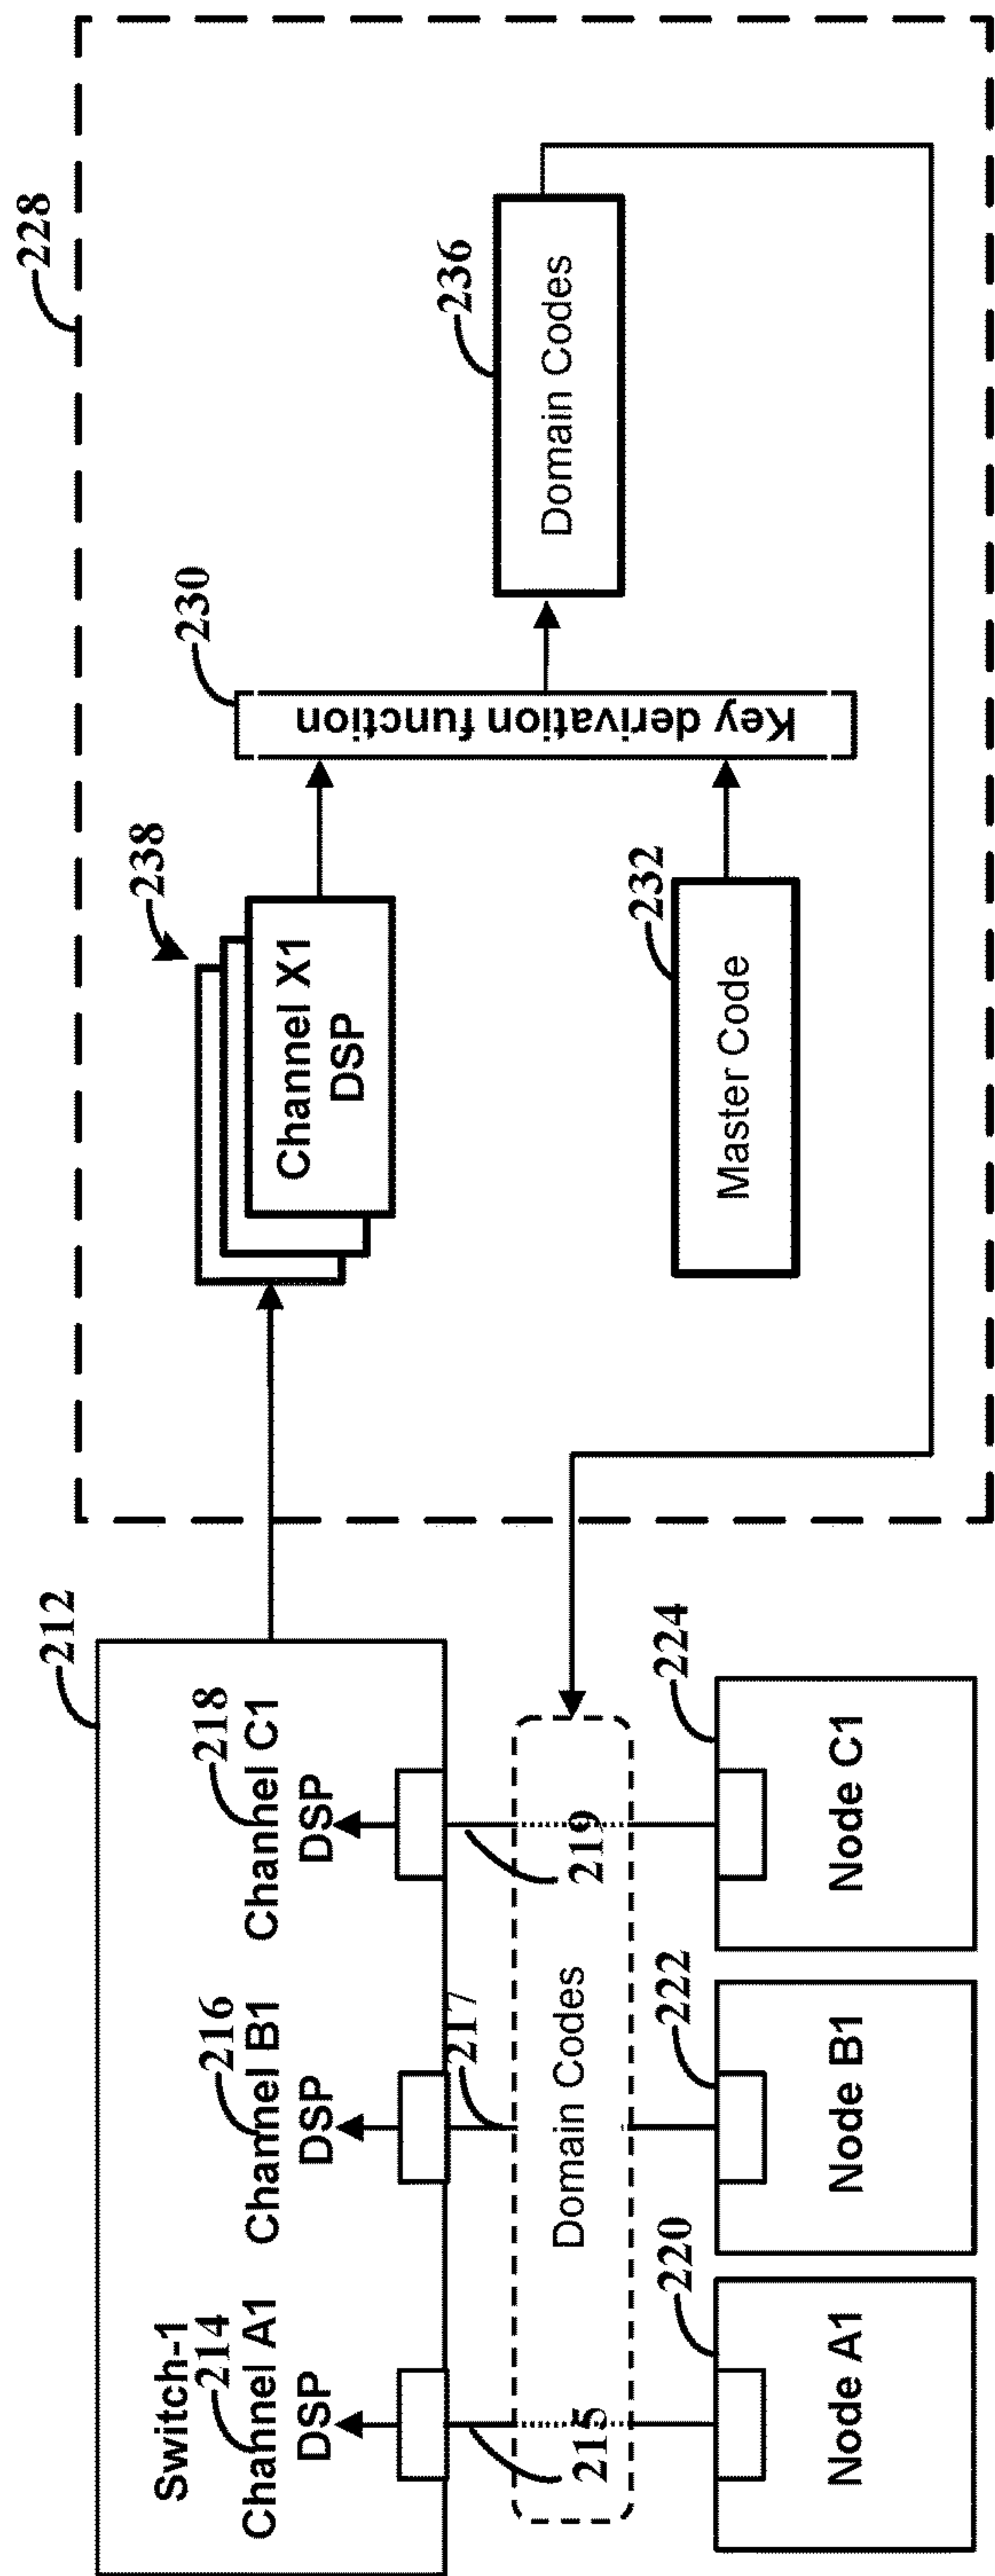 228
212
Switch-1
214
Channel A1
DSP
216
Channel B1
DSP
218
Channel C1
DSP
215
217
219
Domain Codes
220
Node A1
222
Node B1
224
Node C1
238
Channel X1
DSP
232
Master Code
230
Key derivation function
236
Domain Codes